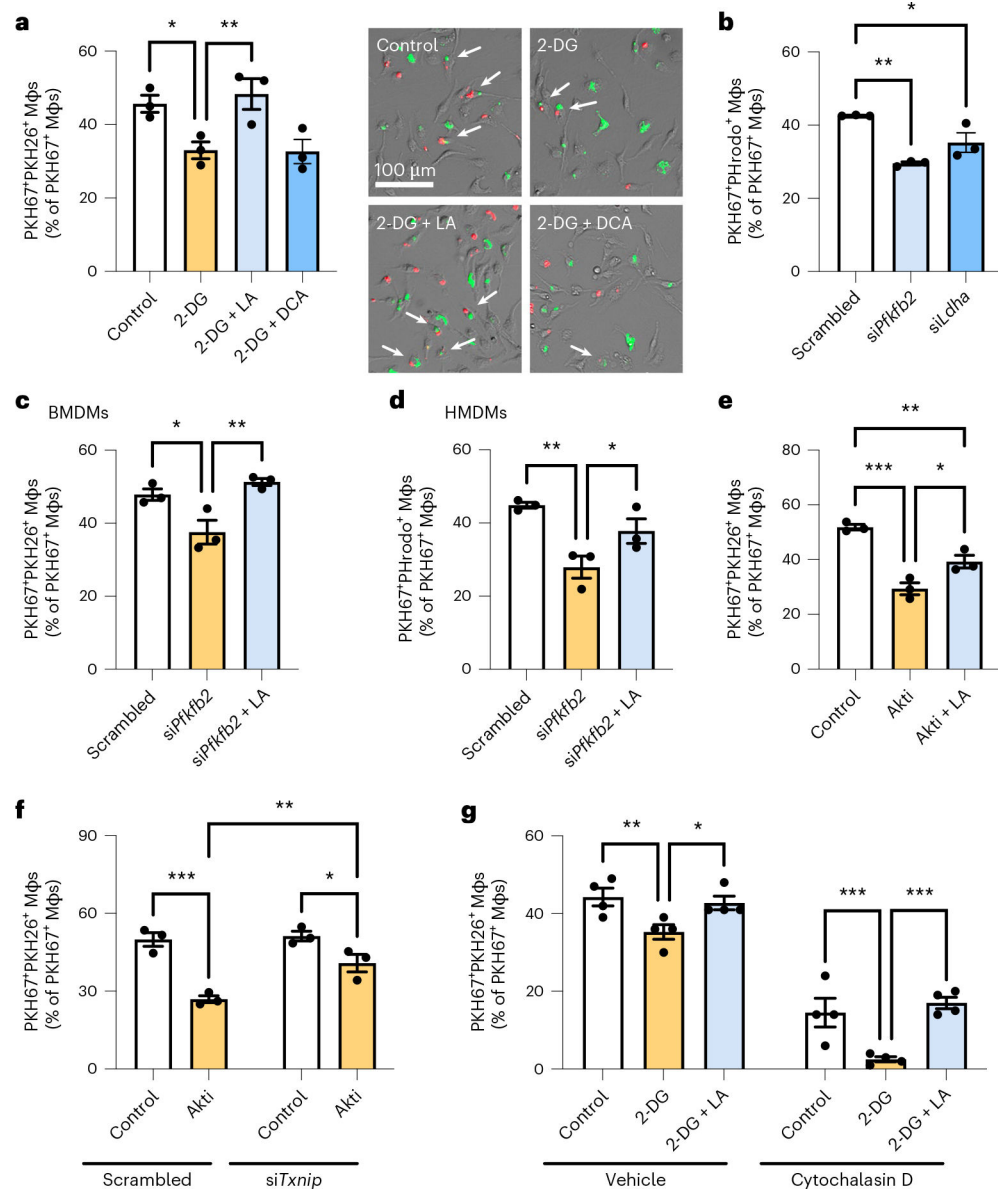 a
* **
PKH67+PKH26+ Mφs
(% of PKH67+ Mφs)
60
40
20
0
Control
2-DG
2-DG + LA
2-DG + DCA
Control
2-DG
100 μm
2-DG + LA
2-DG + DCA
b
*
**
PKH67+PHrodo+ Mφs
(% of PKH67+ Mφs)
60
40
20
0
Scrambled
siPfkfb2
siLdha
c
BMDMs
* **
PKH67+PKH26+ Mφs
(% of PKH67+ Mφs)
60
40
20
0
Scrambled
siPfkfb2
siPfkfb2 + LA
d
HMDMs
** *
PKH67+PHrodo+ Mφs
(% of PKH67+ Mφs)
60
40
20
0
Scrambled
siPfkfb2
siPfkfb2 + LA
e
**
*** *
PKH67+PKH26+ Mφs
(% of PKH67+ Mφs)
80
60
40
20
0
Control
Akti
Akti + LA
f
**
*** *
PKH67+PKH26+ Mφs
(% of PKH67+ Mφs)
90
60
30
0
Control
Akti
Control
Akti
Scrambled
siTxnip
g
** *
*** ***
PKH67+PKH26+ Mφs
(% of PKH67+ Mφs)
60
40
20
0
Control
2-DG
2-DG + LA
Control
2-DG
2-DG + LA
Vehicle
Cytochalasin D